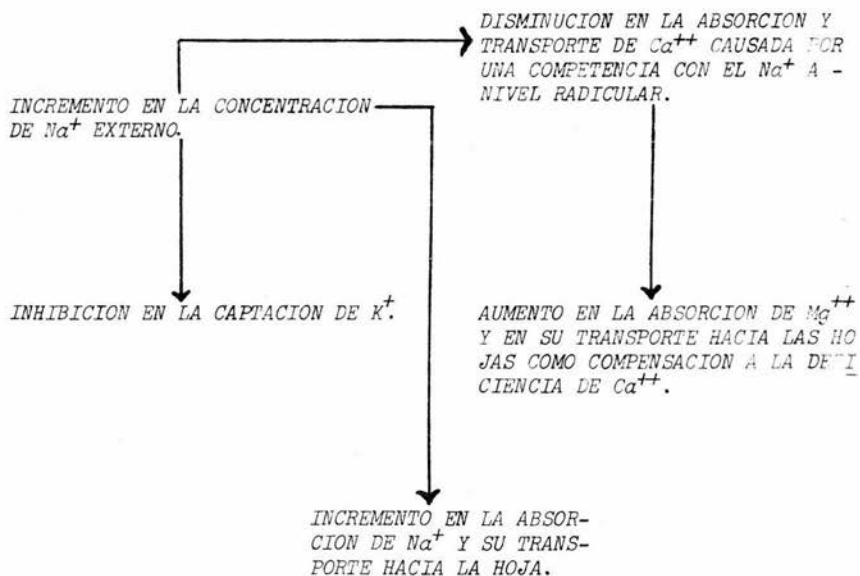 DISMINUCION EN LA ABSORCION Y
TRANSPORTE DE Ca++ CAUSADA POR
UNA COMPETENCIA CON EL Na+ A -
NIVEL RADICULAR.
INCREMENTO EN LA CONCENTRACION
DE Na+ EXTERNO.
INHIBICION EN LA CAPTACION DE K+.
AUMENTO EN LA ABSORCION DE Mg++
Y EN SU TRANSPORTE HACIA LAS HO
JAS COMO COMPENSACION A LA DEFI
CIENCIA DE Ca++.
INCREMENTO EN LA ABSOR-
CION DE Na+ Y SU TRANS-
PORTE HACIA LA HOJA.